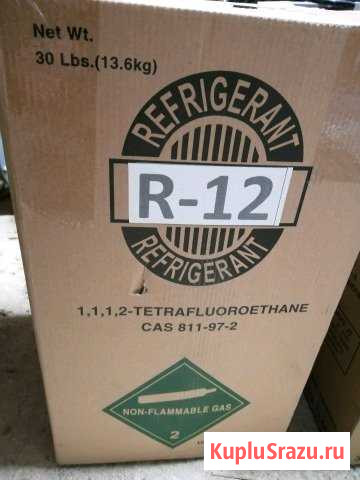 Net Wt.
30 Lbs.(13.6kg)
REFRIGERANT
R-12
REFRIGERANT
1,1,1,2-TETRAFLUOROETHANE
CAS 811-97-2
NON-FLAMMABLE GAS
2
KupluSrazu.ru